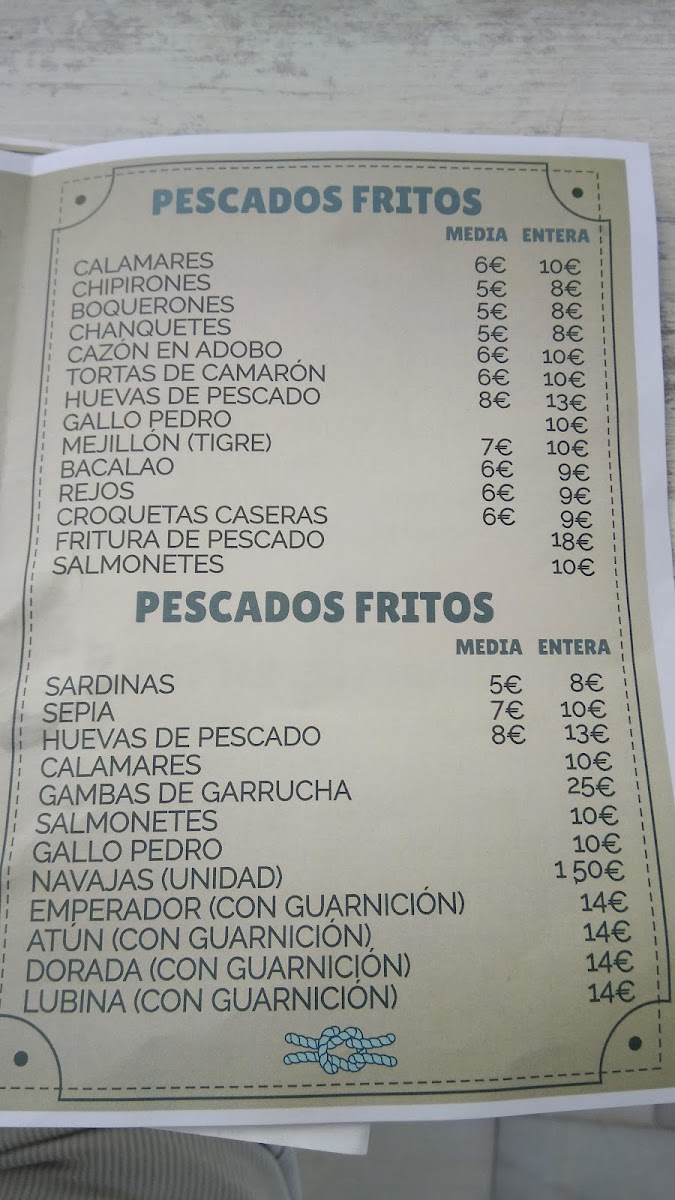 PESCADOS FRITOS
MEDIA ENTERA
CALAMARES 6€ 10€
CHIPIRONES 5€ 8€
BOQUERONES 5€ 8€
CHANQUETES 5€ 8€
CAZÓN EN ADOBO 6€ 10€
TORTAS DE CAMARÓN 6€ 10€
HUEVAS DE PESCADO 8€ 13€
GALLO PEDRO 10€
MEJILLÓN (TIGRE) 7€ 10€
BACALAO 6€ 9€
REJOS 6€ 9€
CROQUETAS CASERAS 6€ 9€
FRITURA DE PESCADO 18€
SALMONETES 10€
PESCADOS FRITOS
MEDIA ENTERA
SARDINAS 5€ 8€
SEPIA 7€ 10€
HUEVAS DE PESCADO 8€ 13€
CALAMARES 10€
GAMBAS DE GARRUCHA 25€
SALMONETES 10€
GALLO PEDRO 10€
NAVAJAS (UNIDAD) 1,50€
EMPERADOR (CON GUARNICIÓN) 14€
ATÚN (CON GUARNICIÓN) 14€
DORADA (CON GUARNICIÓN) 14€
LUBINA (CON GUARNICIÓN) 14€